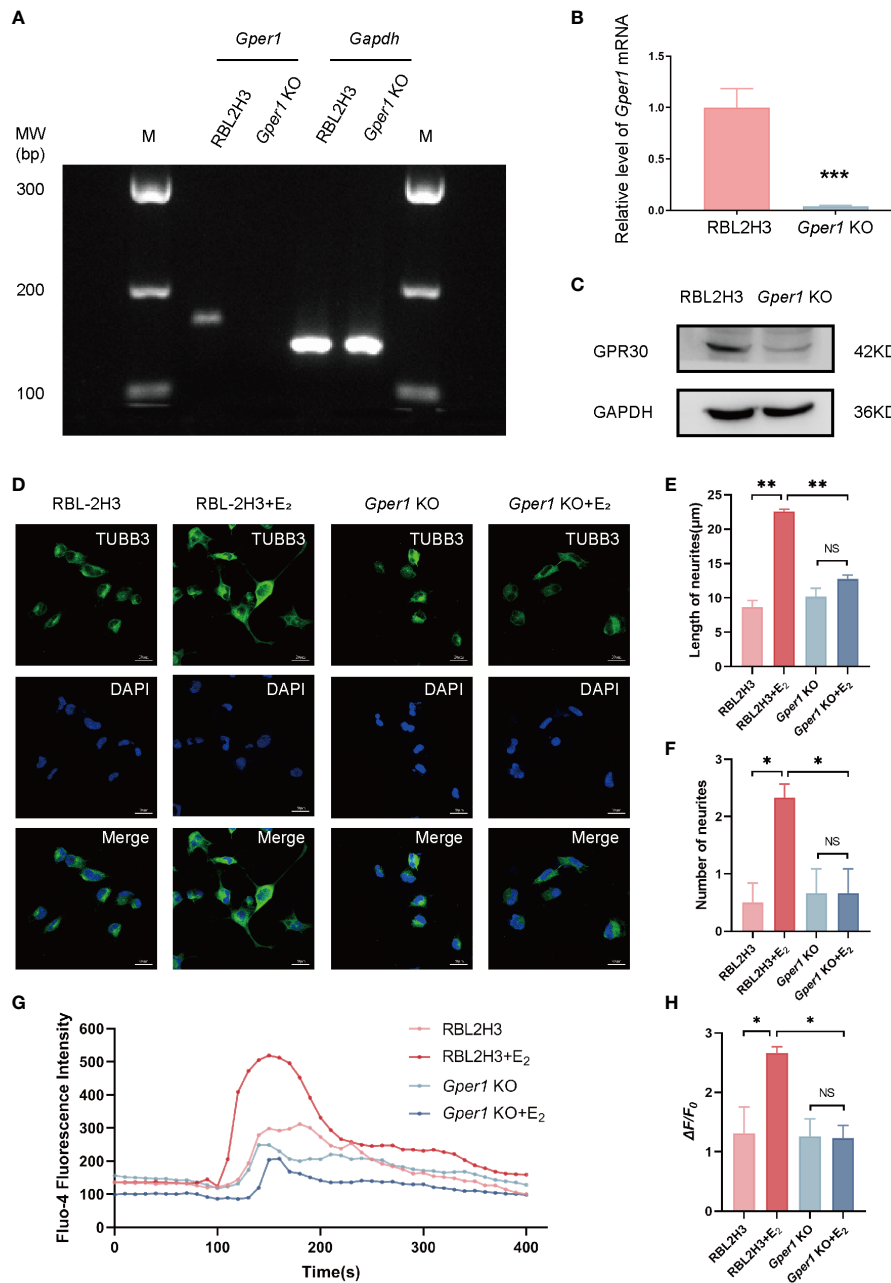 A
Gper1
Gapdh
RBL2H3
Gper1 KO
RBL2H3
Gper1 KO
MW
(bp)
M
M
300
200
100
B
Relative level of Gper1 mRNA
1.5
1.0
0.5
0.0
***
RBL2H3
Gper1 KO
C
RBL2H3 Gper1 KO
GPR30
42KD
GAPDH
36KD
D
RBL-2H3
RBL-2H3+E₂
Gper1 KO
Gper1 KO+E₂
TUBB3
TUBB3
TUBB3
TUBB3
DAPI
DAPI
DAPI
DAPI
Merge
Merge
Merge
Merge
E
Length of neurites(μm)
25
20
15
10
5
0
**
**
NS
RBL2H3
RBL2H3+E₂
Gper1 KO
Gper1 KO+E₂
F
Number of neurites
3
2
1
0
*
*
NS
RBL2H3
RBL2H3+E₂
Gper1 KO
Gper1 KO+E₂
G
Fluo-4 Fluorescence Intensity
600
500
400
300
200
100
0
0
100
200
300
400
Time(s)
RBL2H3
RBL2H3+E₂
Gper1 KO
Gper1 KO+E₂
H
ΔF/F₀
3
2
1
0
*
*
NS
RBL2H3
RBL2H3+E₂
Gper1 KO
Gper1 KO+E₂